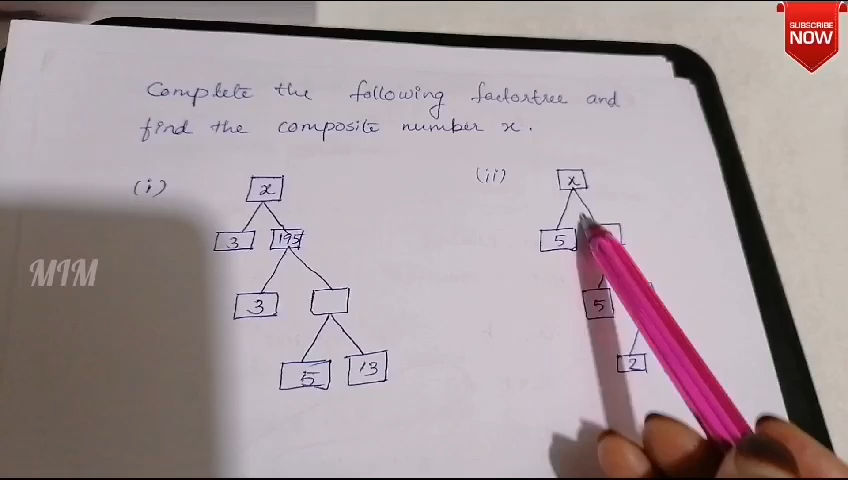 SUBSCRIBE
NOW
Complete the following factortree and
find the composite number x.
(i)
x
3 195
3
5 13
(ii)
x
5
5
2
MIM